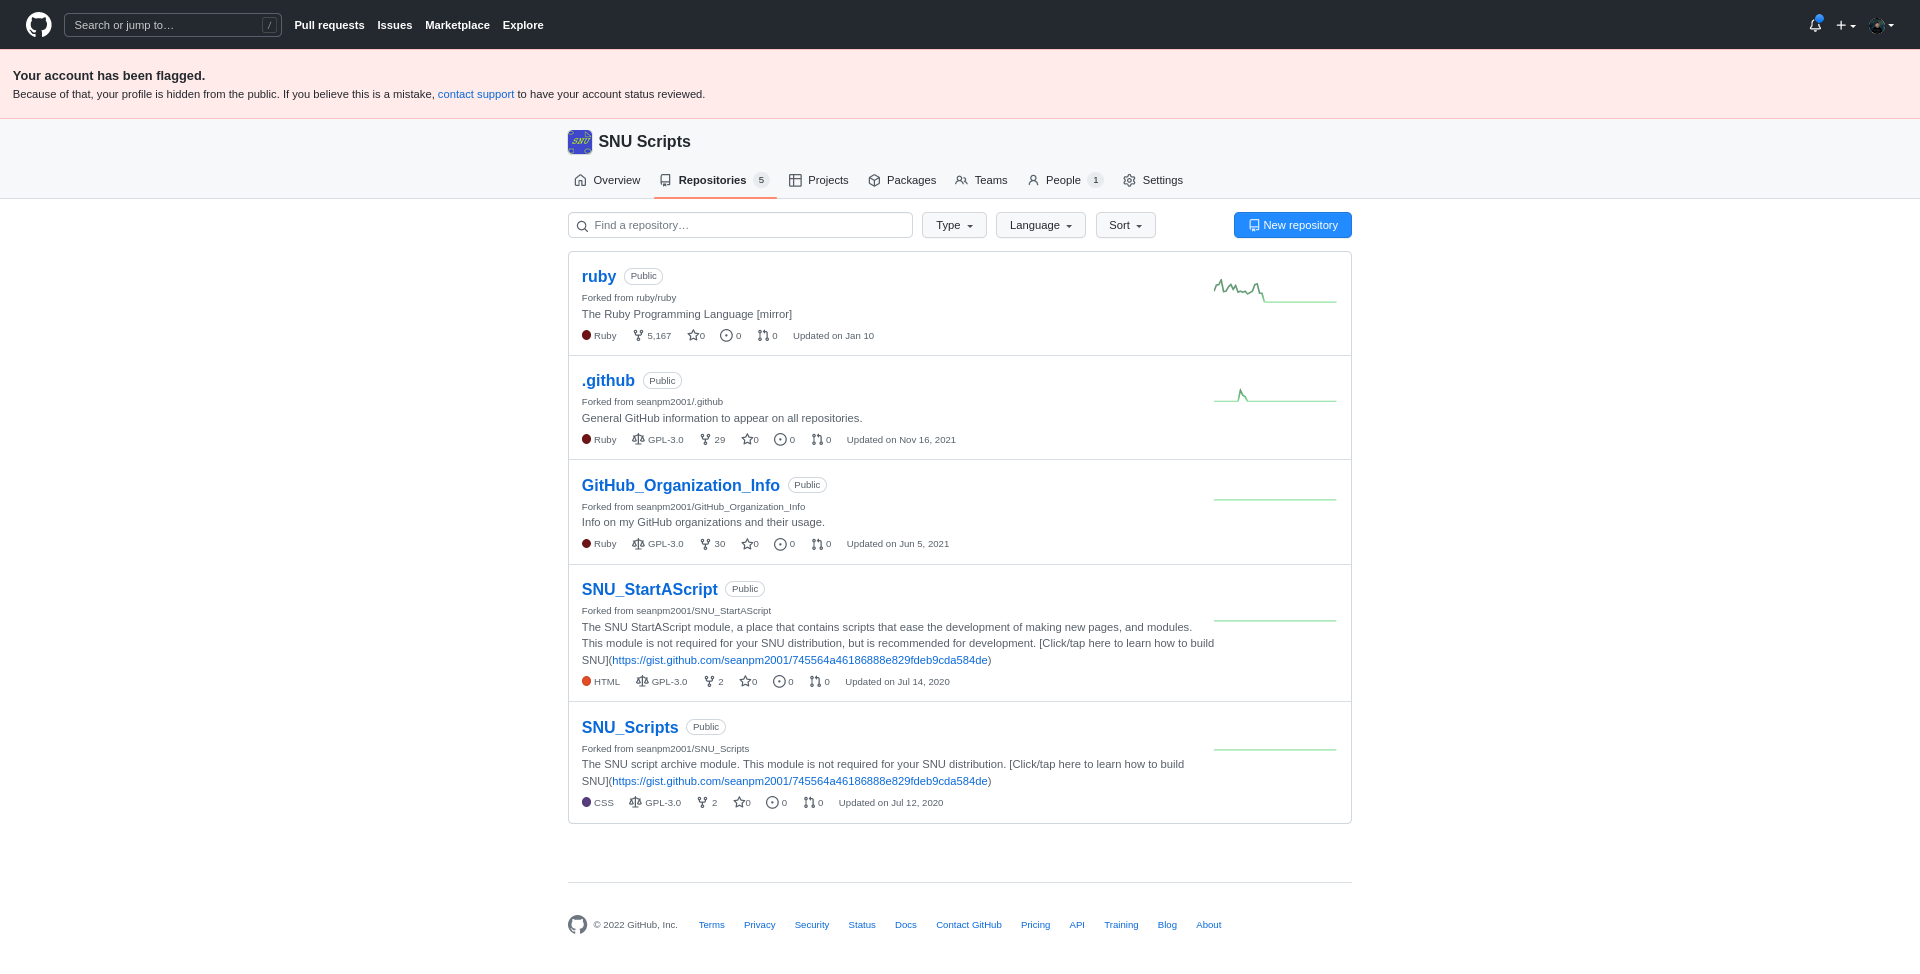 Search or jump to… / Pull requests Issues Marketplace Explore
Your account has been flagged.
Because of that, your profile is hidden from the public. If you believe this is a mistake, contact support to have your account status reviewed.
SNU SNU Scripts
Overview Repositories 5 Projects Packages Teams People 1 Settings
Find a repository… Type Language Sort New repository
ruby Public
Forked from ruby/ruby
The Ruby Programming Language [mirror]
Ruby 5,167 0 0 0 Updated on Jan 10
.github Public
Forked from seanpm2001/.github
General GitHub information to appear on all repositories.
Ruby GPL-3.0 29 0 0 0 Updated on Nov 16, 2021
GitHub_Organization_Info Public
Forked from seanpm2001/GitHub_Organization_Info
Info on my GitHub organizations and their usage.
Ruby GPL-3.0 30 0 0 0 Updated on Jun 5, 2021
SNU_StartAScript Public
Forked from seanpm2001/SNU_StartAScript
The SNU StartAScript module, a place that contains scripts that ease the development of making new pages, and modules.
This module is not required for your SNU distribution, but is recommended for development. [Click/tap here to learn how to build
SNU](https://gist.github.com/seanpm2001/745564a46186888e829fdeb9cda584de)
HTML GPL-3.0 2 0 0 0 Updated on Jul 14, 2020
SNU_Scripts Public
Forked from seanpm2001/SNU_Scripts
The SNU script archive module. This module is not required for your SNU distribution. [Click/tap here to learn how to build
SNU](https://gist.github.com/seanpm2001/745564a46186888e829fdeb9cda584de)
CSS GPL-3.0 2 0 0 0 Updated on Jul 12, 2020
© 2022 GitHub, Inc. Terms Privacy Security Status Docs Contact GitHub Pricing API Training Blog About